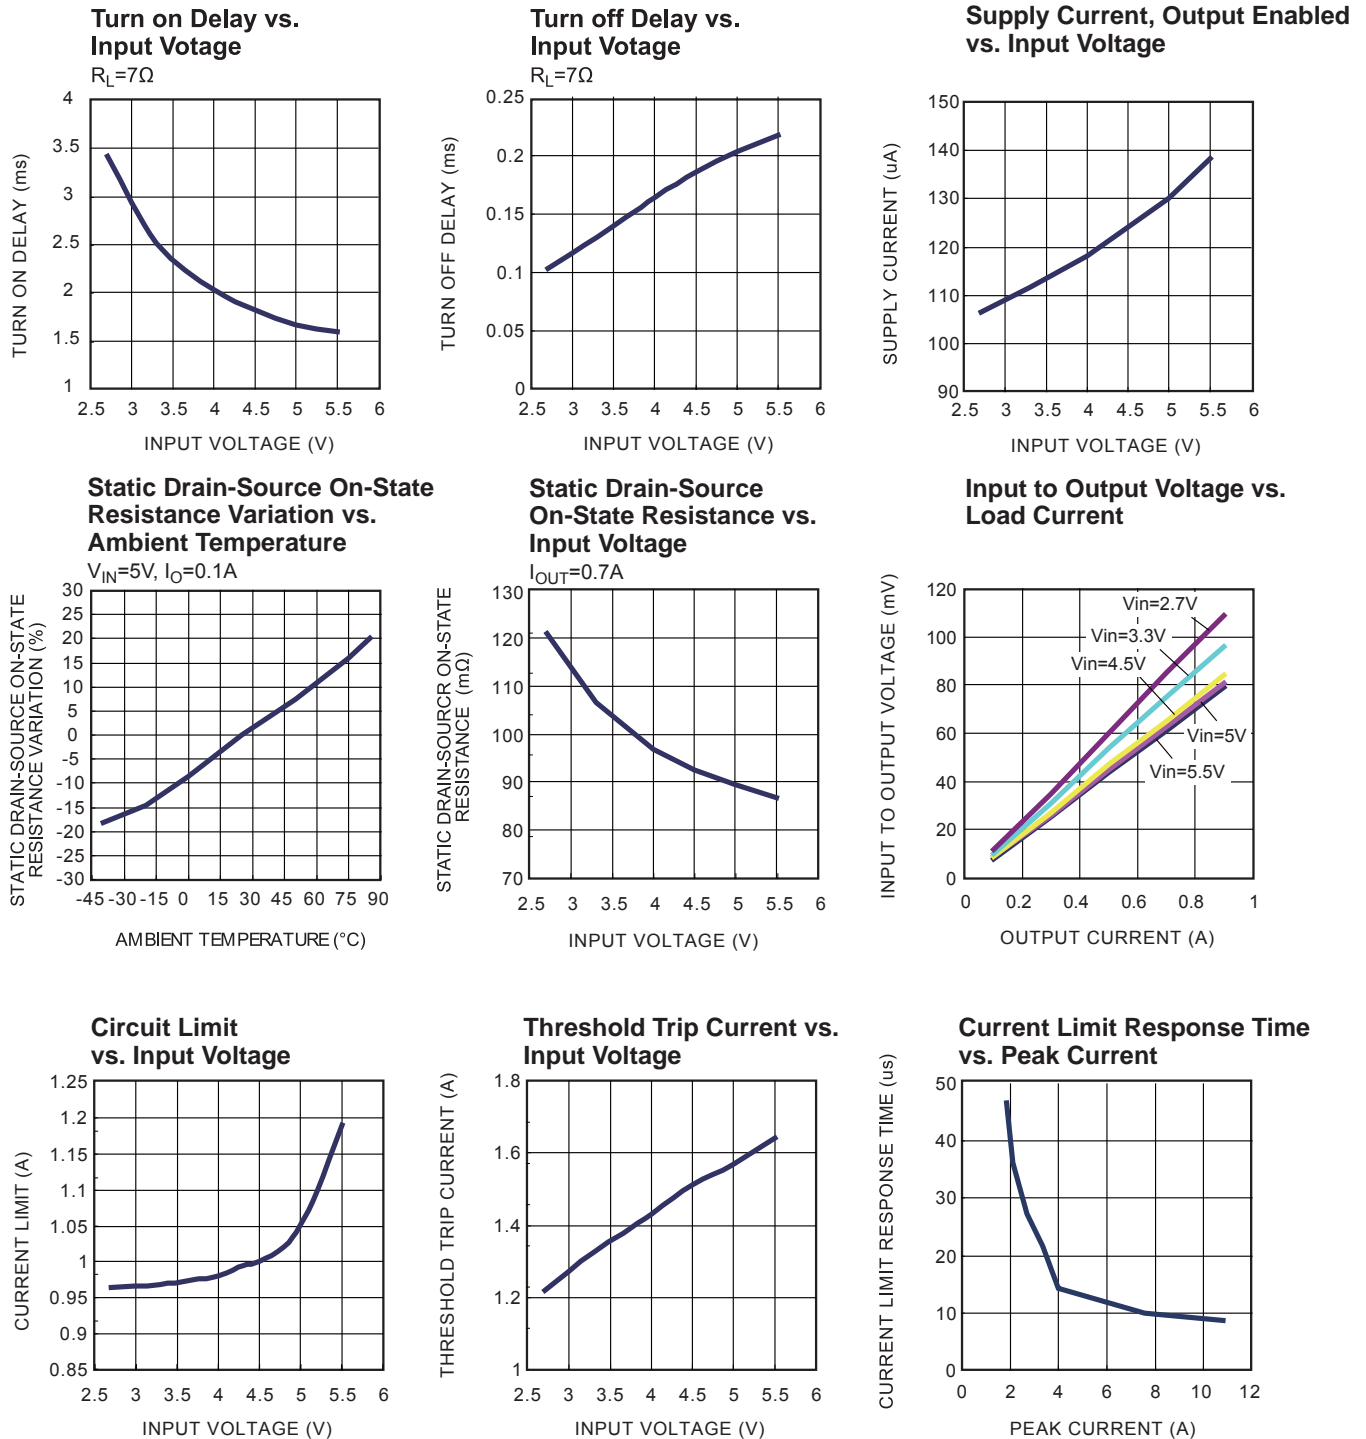 Turn on Delay vs.
Input Votage
R_L=7Ω
4
3.5
3
2.5
2
1.5
1
TURN ON DELAY (ms)
2.5 3 3.5 4 4.5 5 5.5 6
INPUT VOLTAGE (V)
Turn off Delay vs.
Input Votage
R_L=7Ω
0.25
0.2
0.15
0.1
0.05
0
TURN OFF DELAY (ms)
2.5 3 3.5 4 4.5 5 5.5 6
INPUT VOLTAGE (V)
Supply Current, Output Enabled
vs. Input Voltage
150
140
130
120
110
100
90
SUPPLY CURRENT (uA)
2.5 3 3.5 4 4.5 5 5.5 6
INPUT VOLTAGE (V)
Static Drain-Source On-State
Resistance Variation vs.
Ambient Temperature
V_IN=5V, I_O=0.1A
30
25
20
15
10
5
0
-5
-10
-15
-20
-25
-30
STATIC DRAIN-SOURCE ON-STATE
RESISTANCE VARIATION (%)
-45 -30 -15 0 15 30 45 60 75 90
AMBIENT TEMPERATURE (°C)
Static Drain-Source
On-State Resistance vs.
Input Voltage
I_OUT=0.7A
130
120
110
100
90
80
70
STATIC DRAIN-SOURCR ON-STATE
RESISTANCE (mΩ)
2.5 3 3.5 4 4.5 5 5.5 6
INPUT VOLTAGE (V)
Input to Output Voltage vs.
Load Current
120
100
80
60
40
20
0
INPUT TO OUTPUT VOLTAGE (mV)
Vin=2.7V
Vin=3.3V
Vin=4.5V
Vin=5V
Vin=5.5V
0 0.2 0.4 0.6 0.8 1
OUTPUT CURRENT (A)
Circuit Limit
vs. Input Voltage
1.25
1.2
1.15
1.1
1.05
1
0.95
0.9
0.85
CURRENT LIMIT (A)
2.5 3 3.5 4 4.5 5 5.5 6
INPUT VOLTAGE (V)
Threshold Trip Current vs.
Input Voltage
1.8
1.6
1.4
1.2
1
THRESHOLD TRIP CURRENT (A)
2.5 3 3.5 4 4.5 5 5.5 6
INPUT VOLTAGE (V)
Current Limit Response Time
vs. Peak Current
50
40
30
20
10
0
CURRENT LIMIT RESPONSE TIME (us)
0 2 4 6 8 10 12
PEAK CURRENT (A)